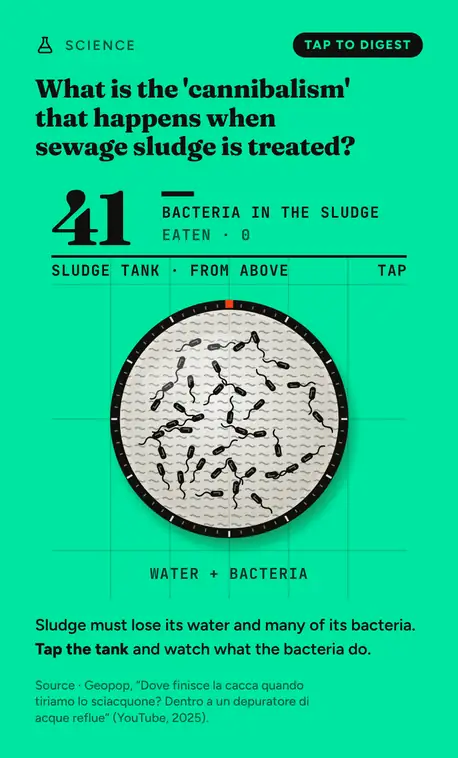 SCIENCE
TAP TO DIGEST
What is the 'cannibalism'
that happens when
sewage sludge is treated?
41
BACTERIA IN THE SLUDGE
EATEN · 0
SLUDGE TANK · FROM ABOVE
TAP
WATER + BACTERIA
Sludge must lose its water and many of its bacteria.
Tap the tank and watch what the bacteria do.
Source · Geopop, “Dove finisce la cacca quando
tiriamo lo sciacquone? Dentro a un depuratore di
acque reflue” (YouTube, 2025).